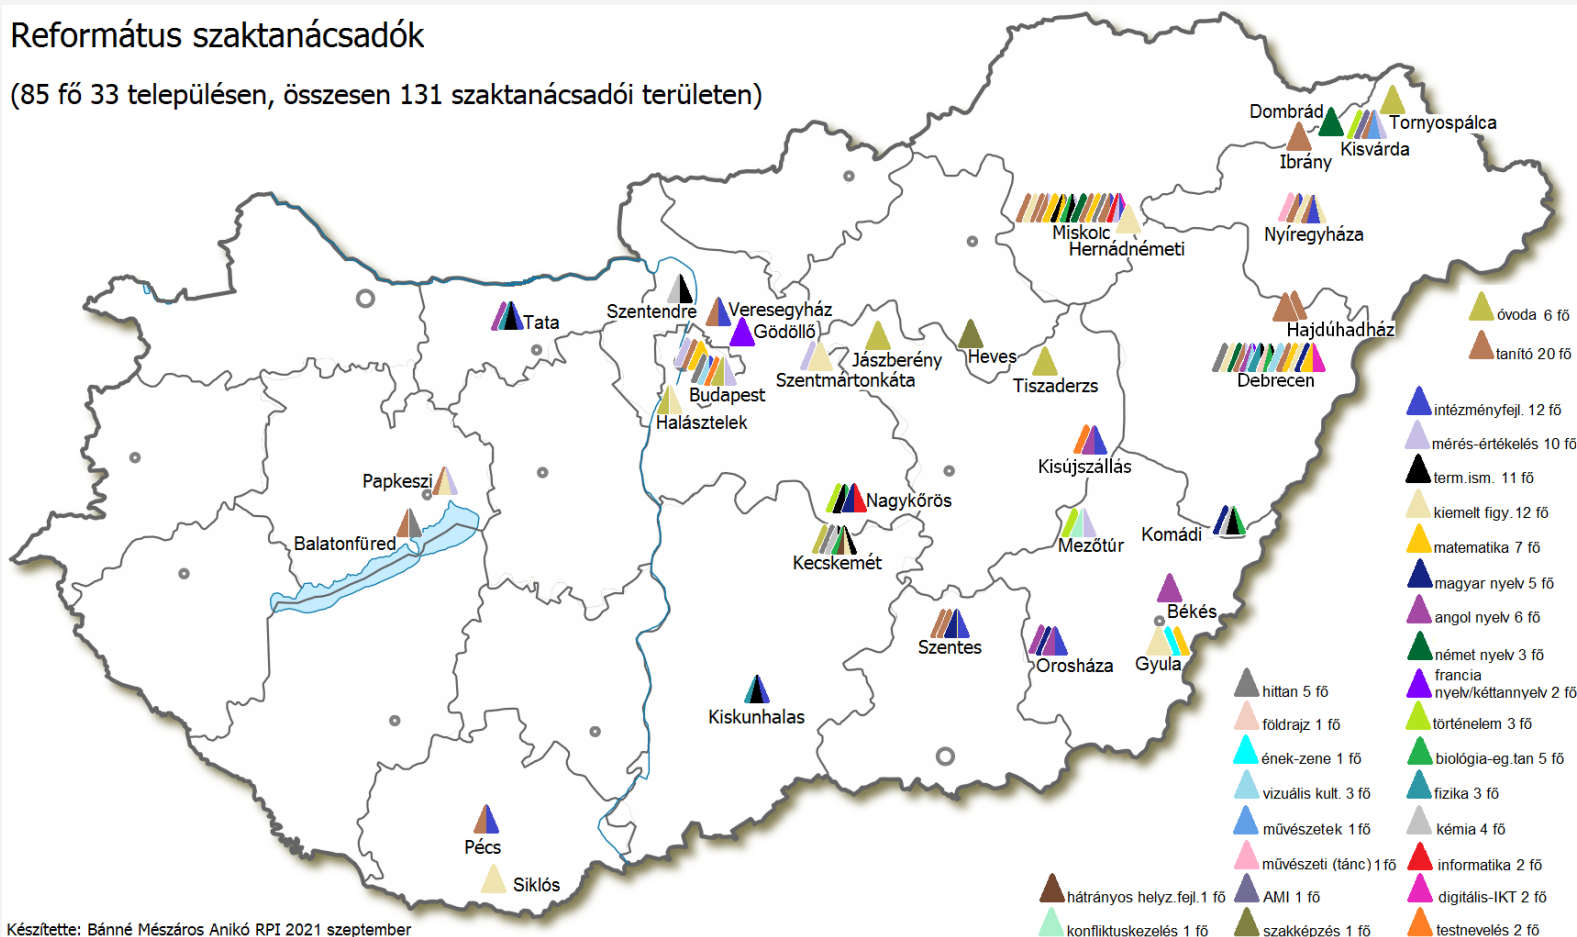 Református szaktanácsadók
(85 fő 33 településen, összesen 131 szaktanácsadói területen)
Dombrád
Tornyospálca
Kisvárda
Ibrány
Miskolc
Hernádnémeti
Nyíregyháza
Szentendre
Veresegyház
Tata
Gödöllő
Hajdúhadház
Jászberény
Heves
Szentmártonkáta
Tiszaderzs
Debrecen
Budapest
Halásztelek
Kisújszállás
Papkeszi
Nagykőrös
Balatonfüred
Mezőtúr
Komádi
Kecskemét
Békés
Szentes
Orosháza
Gyula
Kiskunhalas
Pécs
Siklós
óvoda 6 fő
tanító 20 fő
intézményfejl. 12 fő
mérés-értékelés 10 fő
term.ism. 11 fő
kiemelt figy. 12 fő
matematika 7 fő
magyar nyelv 5 fő
angol nyelv 6 fő
német nyelv 3 fő
francia
nyelv/kéttannyelv 2 fő
történelem 3 fő
biológia-eg.tan 5 fő
fizika 3 fő
kémia 4 fő
informatika 2 fő
digitális-IKT 2 fő
testnevelés 2 fő
hittan 5 fő
földrajz 1 fő
ének-zene 1 fő
vizuális kult. 3 fő
művészetek 1 fő
művészeti (tánc) 1 fő
AMI 1 fő
szakképzés 1 fő
hátrányos helyz.fejl.1 fő
konfliktuskezelés 1 fő
Készítette: Bánné Mészáros Anikó RPI 2021 szeptember